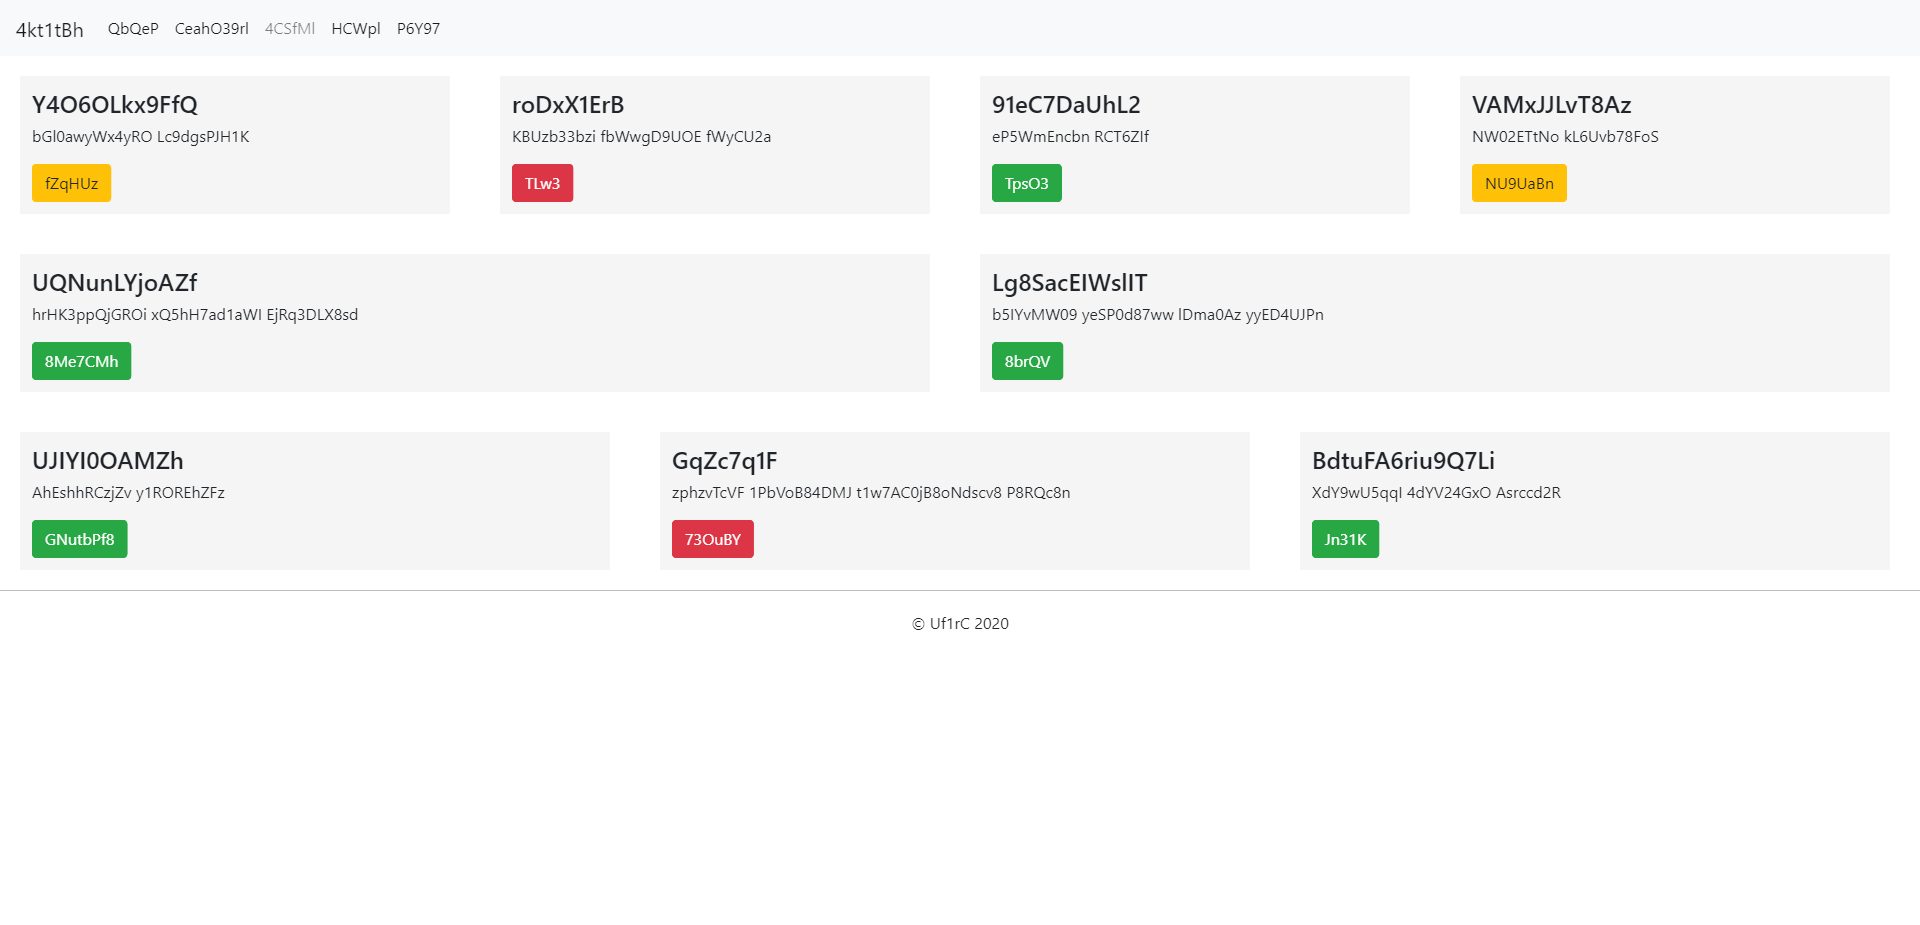 4kt1tBh QbQeP CeahO39rl 4CSfMl HCWpl P6Y97
Y4O6OLkx9FfQ
bGl0awyWx4yRO Lc9dgsPJH1K
fZqHUz
roDxX1ErB
KBUzb33bzi fbWwgD9UOE fWyCU2a
TLw3
91eC7DaUhL2
eP5WmEncbn RCT6ZIf
TpsO3
VAMxJJLvT8Az
NW02ETtNo kL6Uvb78FoS
NU9UaBn
UQNunLYjoAZf
hrHK3ppQjGROi xQ5hH7ad1aWI EjRq3DLX8sd
8Me7CMh
Lg8SacEIWslIT
b5IYvMW09 yeSP0d87ww lDma0Az yyED4UJPn
8brQV
UJIYI0OAMZh
AhEshhRCzjZv y1ROREhZFz
GNutbPf8
GqZc7q1F
zphzvTcVF 1PbVoB84DMJ t1w7AC0jB8oNdscv8 P8RQc8n
73OuBY
BdtuFA6riu9Q7Li
XdY9wU5qqI 4dYV24GxO Asrccd2R
Jn31K
© Uf1rC 2020